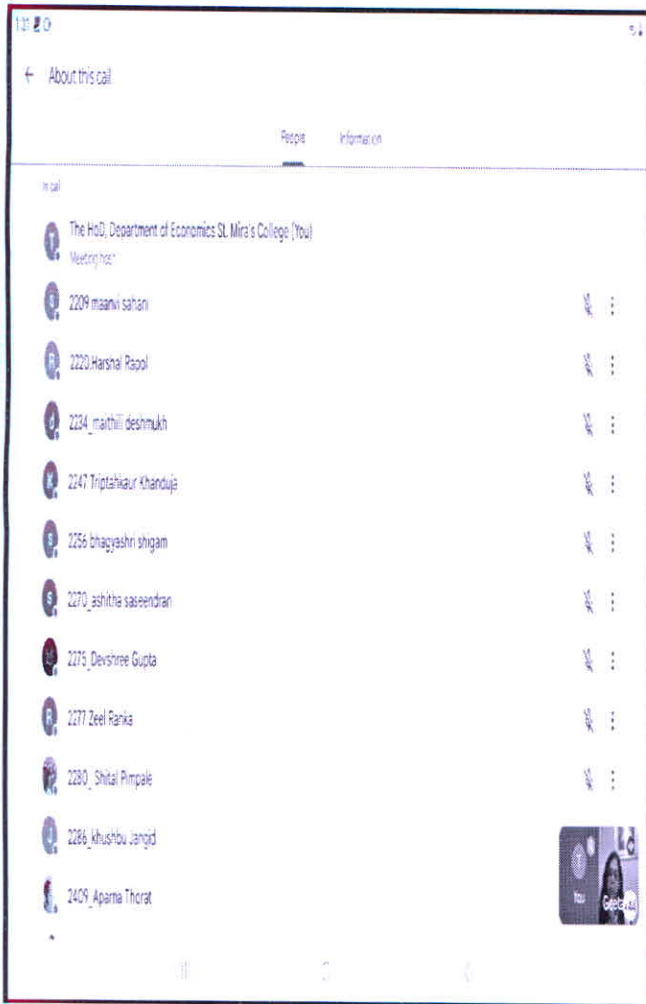 About this call
People Information
In call
The HoD, Department of Economics St. Mira's College (You)
Meeting host
2209 maanvi sahani
2220.Harshal Rapol
2234_maithili deshmukh
2247 Triptahkaur Khanduja
2256 bhagyashri shigam
2270_ashitha saseendran
2275_Devshree Gupta
2277 Zeel Ranka
2280_ Shital Pimpale
2286_khushbu Jangid
2409_Aparna Thorat
You